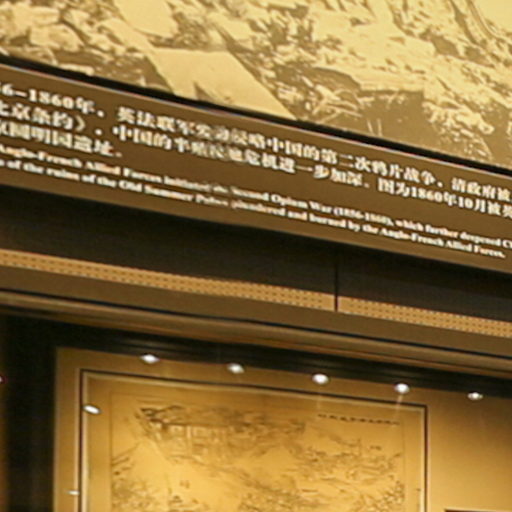 6-1860年，英法联军发动侵略中国的第二次鸦片战争，清政府被
北京条约》，中国的半殖民地危机进一步加深。图为1860年10月被英
京圆明园遗址。
Anglo-French Allied Forces initiated the Second Opium War (1856-1860), which further deepened C
of the ruins of the Old Summer Palace plundered and burned by the Anglo-French Allied Forces.